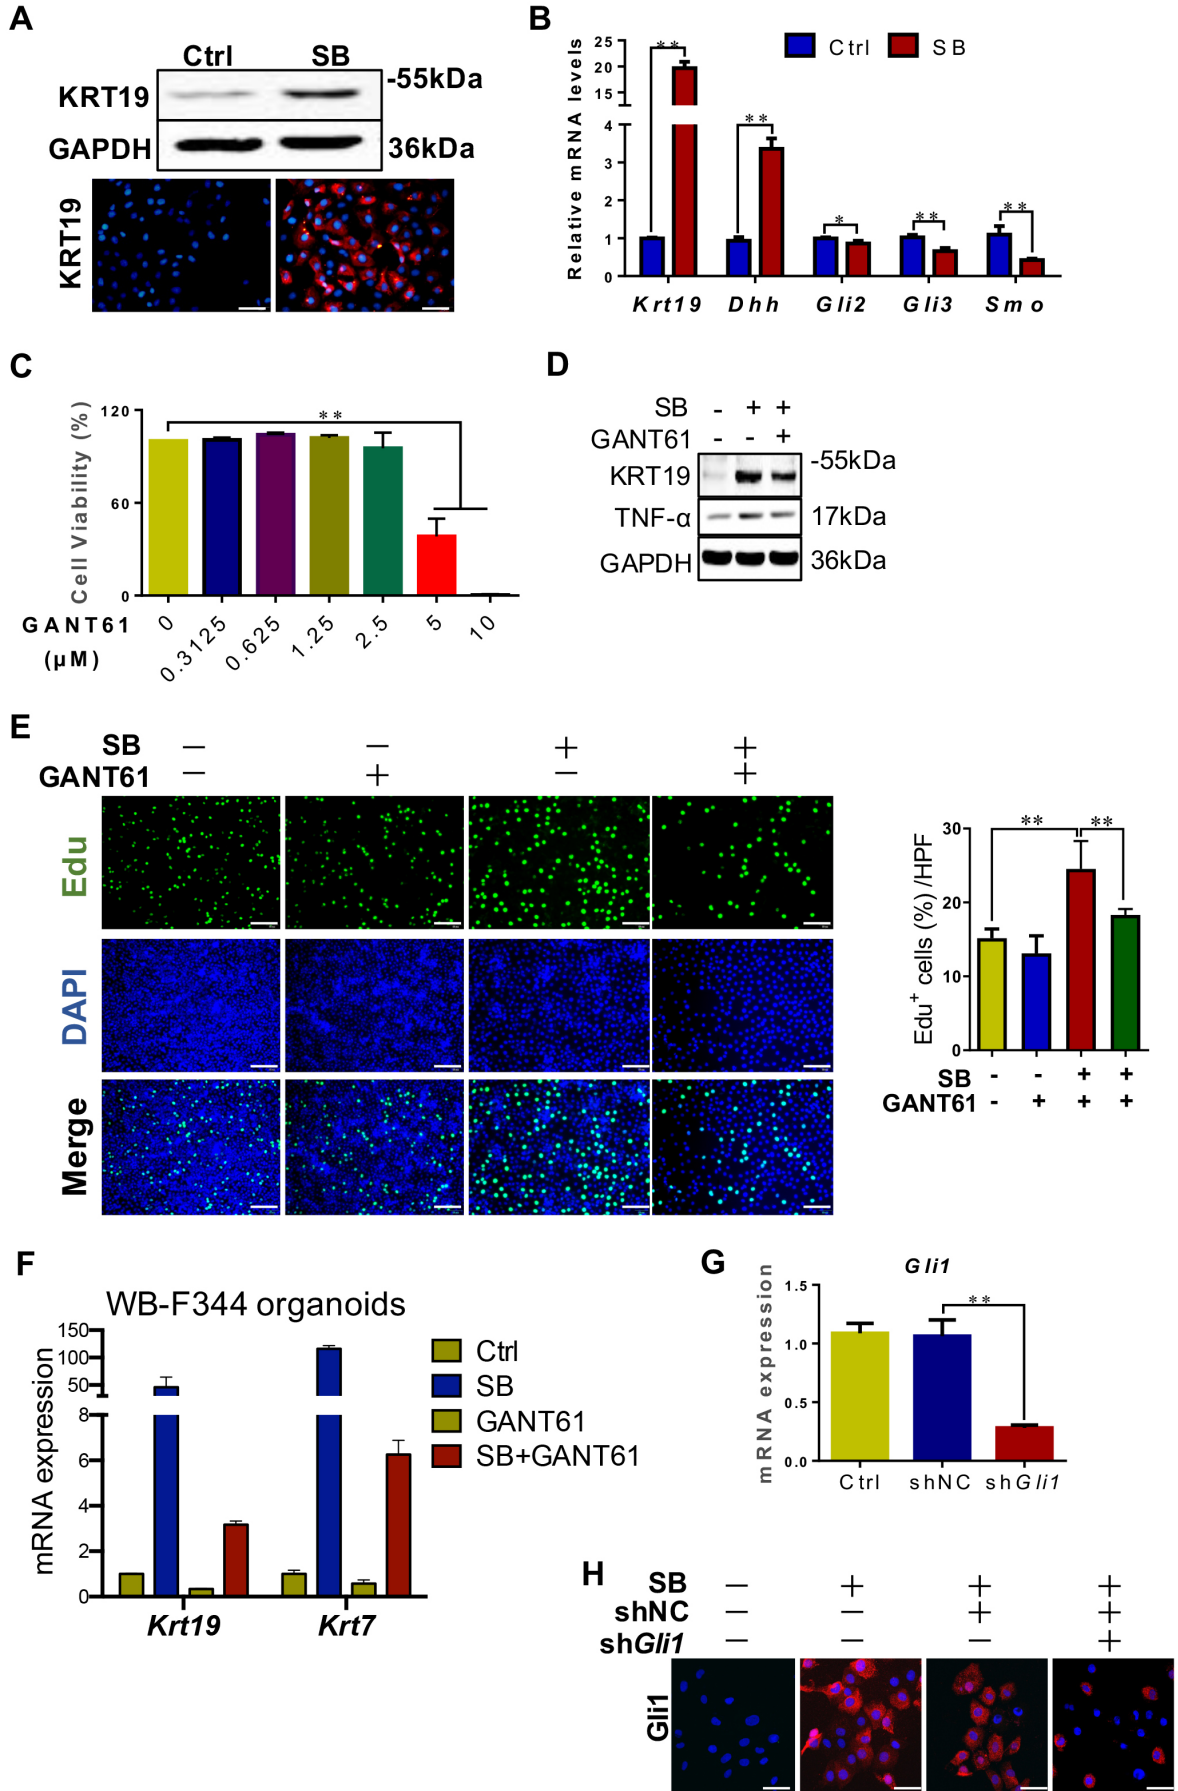 A
Ctrl SB
KRT19
-55kDa
GAPDH
36kDa
KRT19
B
Ctrl SB
Relative mRNA levels
25
20
15
4
3
2
1
0
** ** * ** **
Krt19 Dhh Gli2 Gli3 Smo
C
Cell Viability (%)
120
60
0
**
GANT61
(µM)
0 0.3125 0.625 1.25 2.5 5 10
D
SB - + +
GANT61 - - +
KRT19 -55kDa
TNF-α 17kDa
GAPDH 36kDa
E
SB — — + +
GANT61 — + — +
Edu
DAPI
Merge
Edu+ cells (%)/HPF
30
20
10
0
** **
SB - - + +
GANT61 - + + +
F
WB-F344 organoids
mRNA expression
150
100
50
8
6
4
2
0
Krt19 Krt7
Ctrl
SB
GANT61
SB+GANT61
G
Gli1
mRNA expression
1.5
1.0
0.5
0.0
**
Ctrl shNC shGli1
H
SB — + + +
shNC — — + +
shGli1 — — — +
Gli1